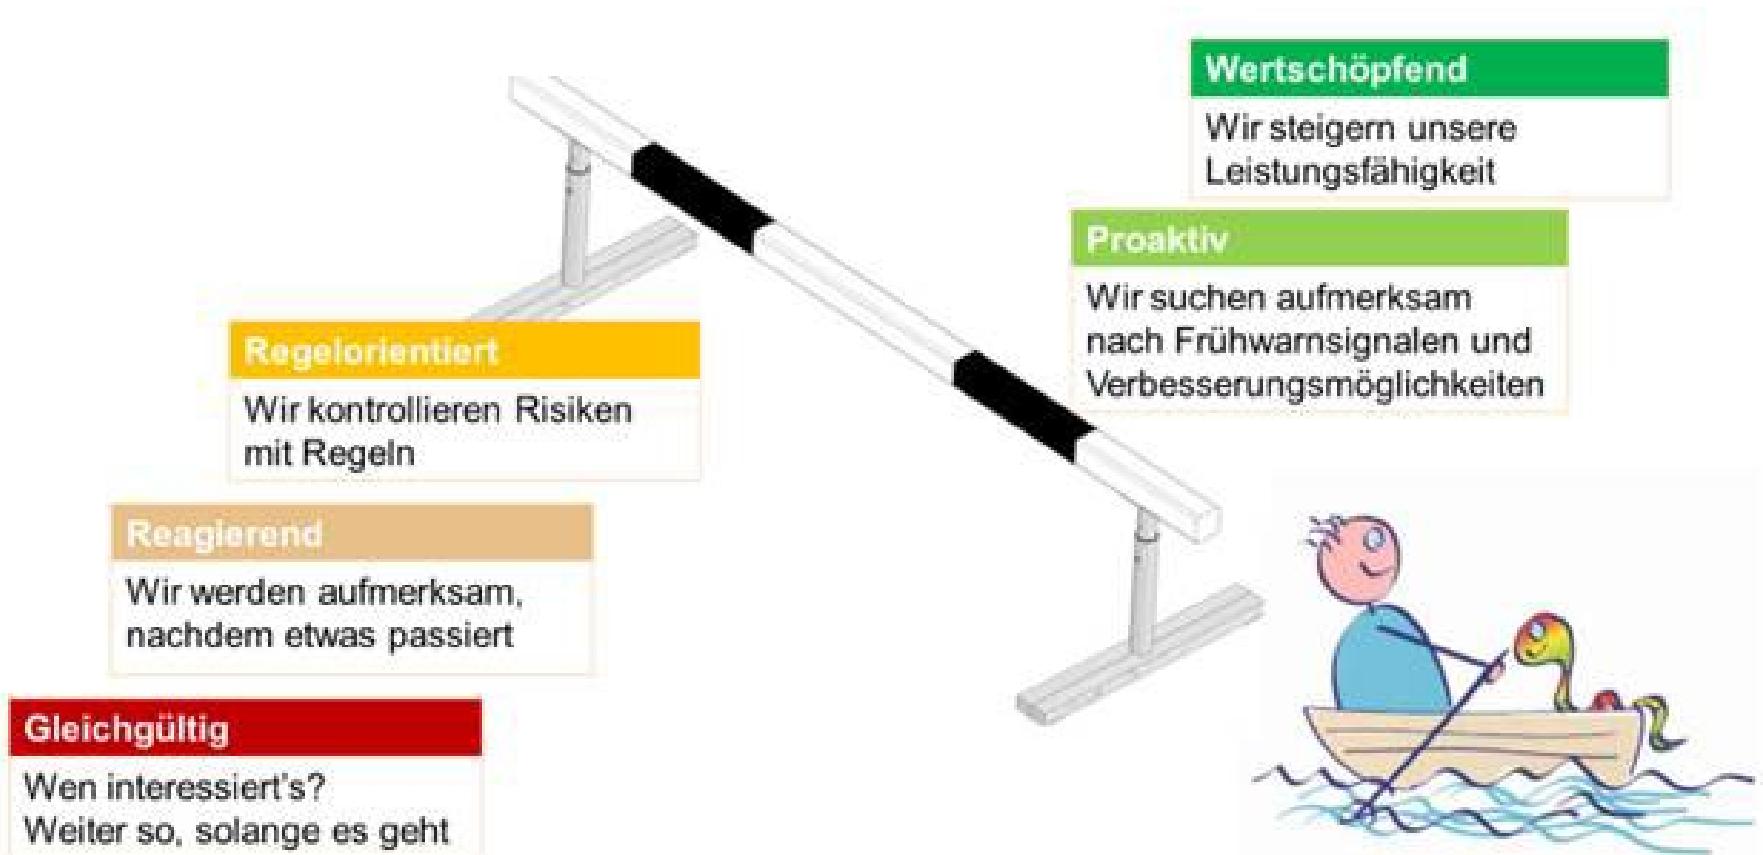 Wertschöpfend
Wir steigern unsere
Leistungsfähigkeit
Proaktiv
Wir suchen aufmerksam
nach Frühwarnsignalen und
Verbesserungsmöglichkeiten
Regelorientiert
Wir kontrollieren Risiken
mit Regeln
Reagierend
Wir werden aufmerksam,
nachdem etwas passiert
Gleichgültig
Wen interessiert's?
Weiter so, solange es geht